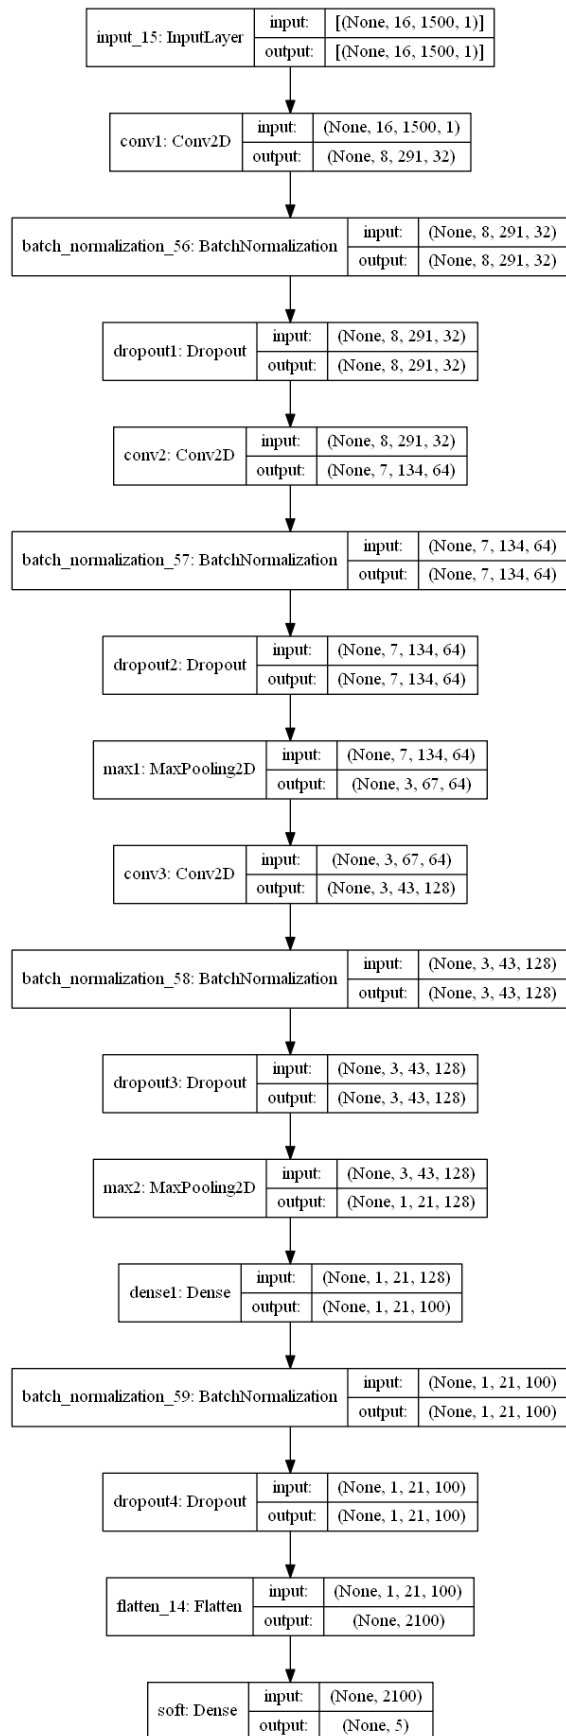 input_15: InputLayer
input: [(None, 16, 1500, 1)]
output: [(None, 16, 1500, 1)]
conv1: Conv2D
input: (None, 16, 1500, 1)
output: (None, 8, 291, 32)
batch_normalization_56: BatchNormalization
input: (None, 8, 291, 32)
output: (None, 8, 291, 32)
dropout1: Dropout
input: (None, 8, 291, 32)
output: (None, 8, 291, 32)
conv2: Conv2D
input: (None, 8, 291, 32)
output: (None, 7, 134, 64)
batch_normalization_57: BatchNormalization
input: (None, 7, 134, 64)
output: (None, 7, 134, 64)
dropout2: Dropout
input: (None, 7, 134, 64)
output: (None, 7, 134, 64)
max1: MaxPooling2D
input: (None, 7, 134, 64)
output: (None, 3, 67, 64)
conv3: Conv2D
input: (None, 3, 67, 64)
output: (None, 3, 43, 128)
batch_normalization_58: BatchNormalization
input: (None, 3, 43, 128)
output: (None, 3, 43, 128)
dropout3: Dropout
input: (None, 3, 43, 128)
output: (None, 3, 43, 128)
max2: MaxPooling2D
input: (None, 3, 43, 128)
output: (None, 1, 21, 128)
dense1: Dense
input: (None, 1, 21, 128)
output: (None, 1, 21, 100)
batch_normalization_59: BatchNormalization
input: (None, 1, 21, 100)
output: (None, 1, 21, 100)
dropout4: Dropout
input: (None, 1, 21, 100)
output: (None, 1, 21, 100)
flatten_14: Flatten
input: (None, 1, 21, 100)
output: (None, 2100)
soft: Dense
input: (None, 2100)
output: (None, 5)